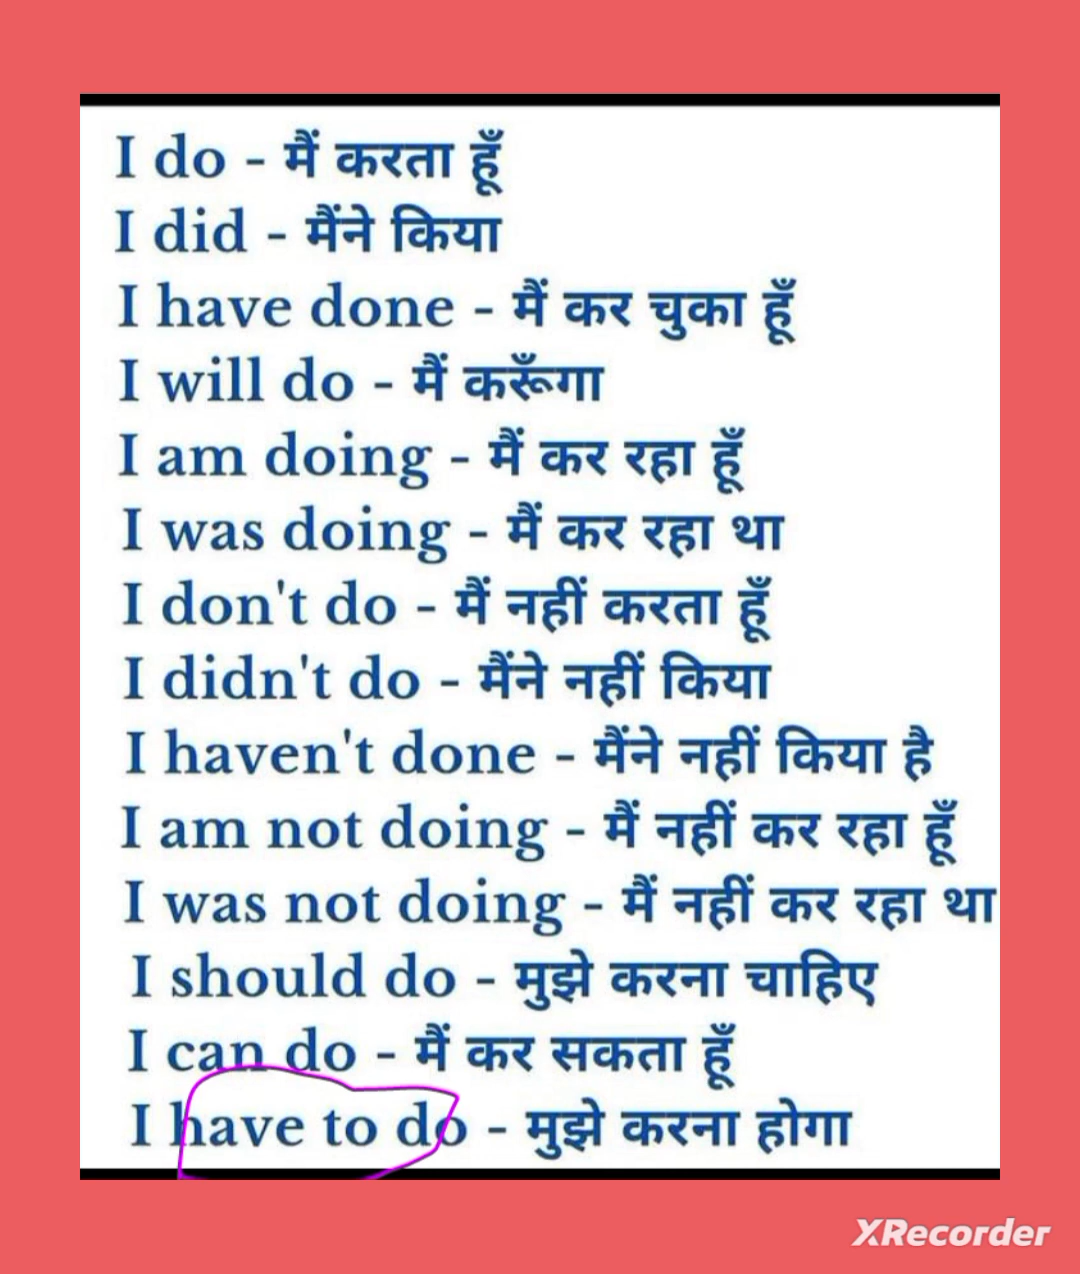 I do - मैं करता हूँ
I did - मैंने किया
I have done - मैं कर चुका हूँ
I will do - मैं करूँगा
I am doing - मैं कर रहा हूँ
I was doing - मैं कर रहा था
I don't do - मैं नहीं करता हूँ
I didn't do - मैंने नहीं किया
I haven't done - मैंने नहीं किया है
I am not doing - मैं नहीं कर रहा हूँ
I was not doing - मैं नहीं कर रहा था
I should do - मुझे करना चाहिए
I can do - मैं कर सकता हूँ
I have to do - मुझे करना होगा
XRecorder